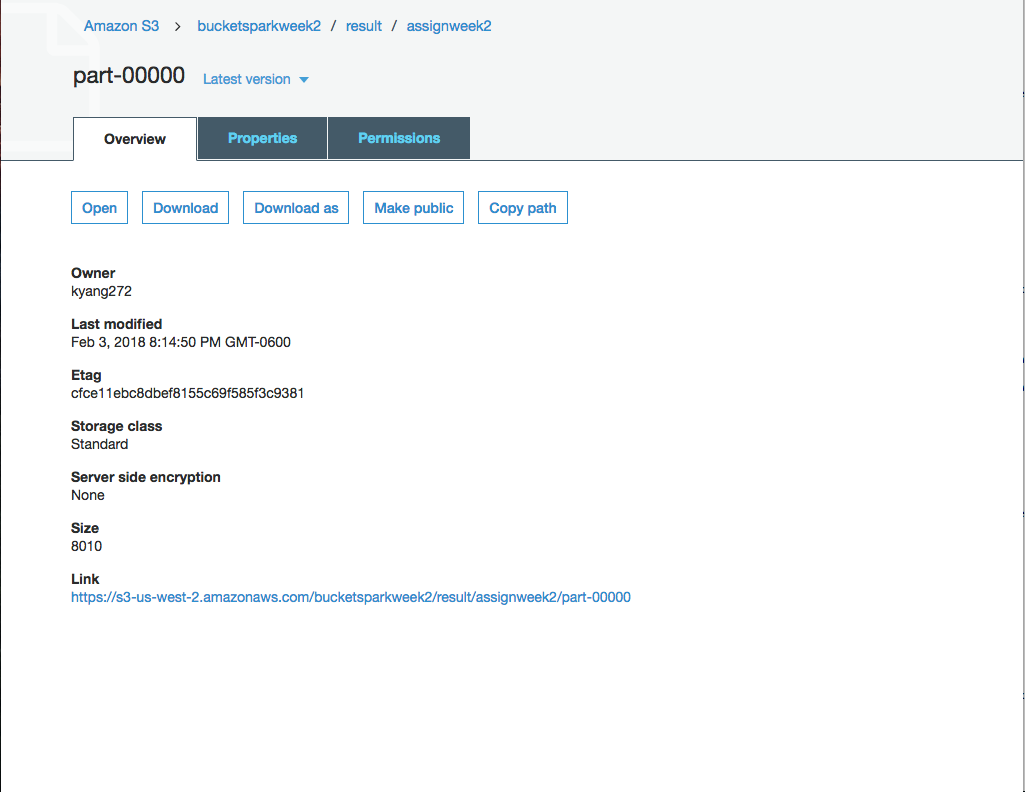 Amazon S3 > bucketsparkweek2 / result / assignweek2
part-00000 Latest version
Overview Properties Permissions
Open Download Download as Make public Copy path
Owner
kyang272
Last modified
Feb 3, 2018 8:14:50 PM GMT-0600
Etag
cfce11ebc8dbef8155c69f585f3c9381
Storage class
Standard
Server side encryption
None
Size
8010
Link
https://s3-us-west-2.amazonaws.com/bucketsparkweek2/result/assignweek2/part-00000